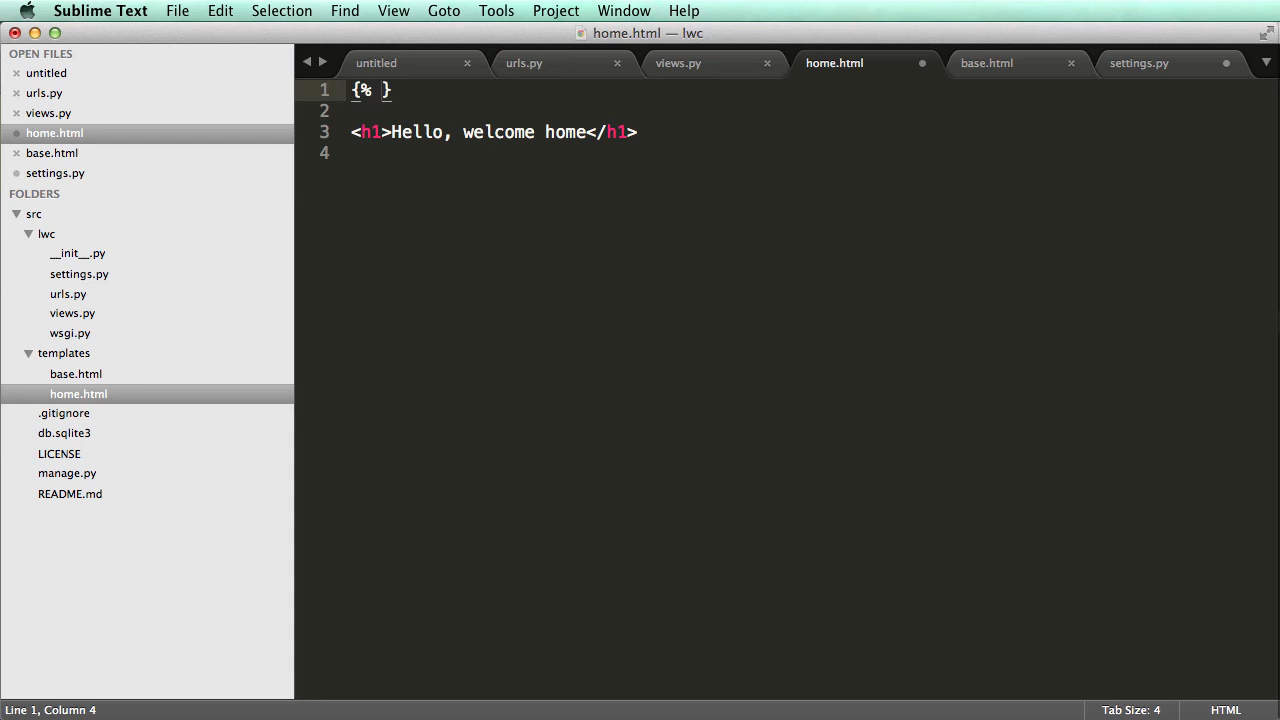 Sublime Text File Edit Selection Find View Goto Tools Project Window Help
home.html — lwc
OPEN FILES
untitled
urls.py
views.py
home.html
base.html
settings.py
FOLDERS
src
lwc
__init__.py
settings.py
urls.py
views.py
wsgi.py
templates
base.html
home.html
.gitignore
db.sqlite3
LICENSE
manage.py
README.md
untitled urls.py views.py home.html base.html settings.py
1 {% }
2
3 <h1>Hello, welcome home</h1>
4
Line 1, Column 4 Tab Size: 4 HTML